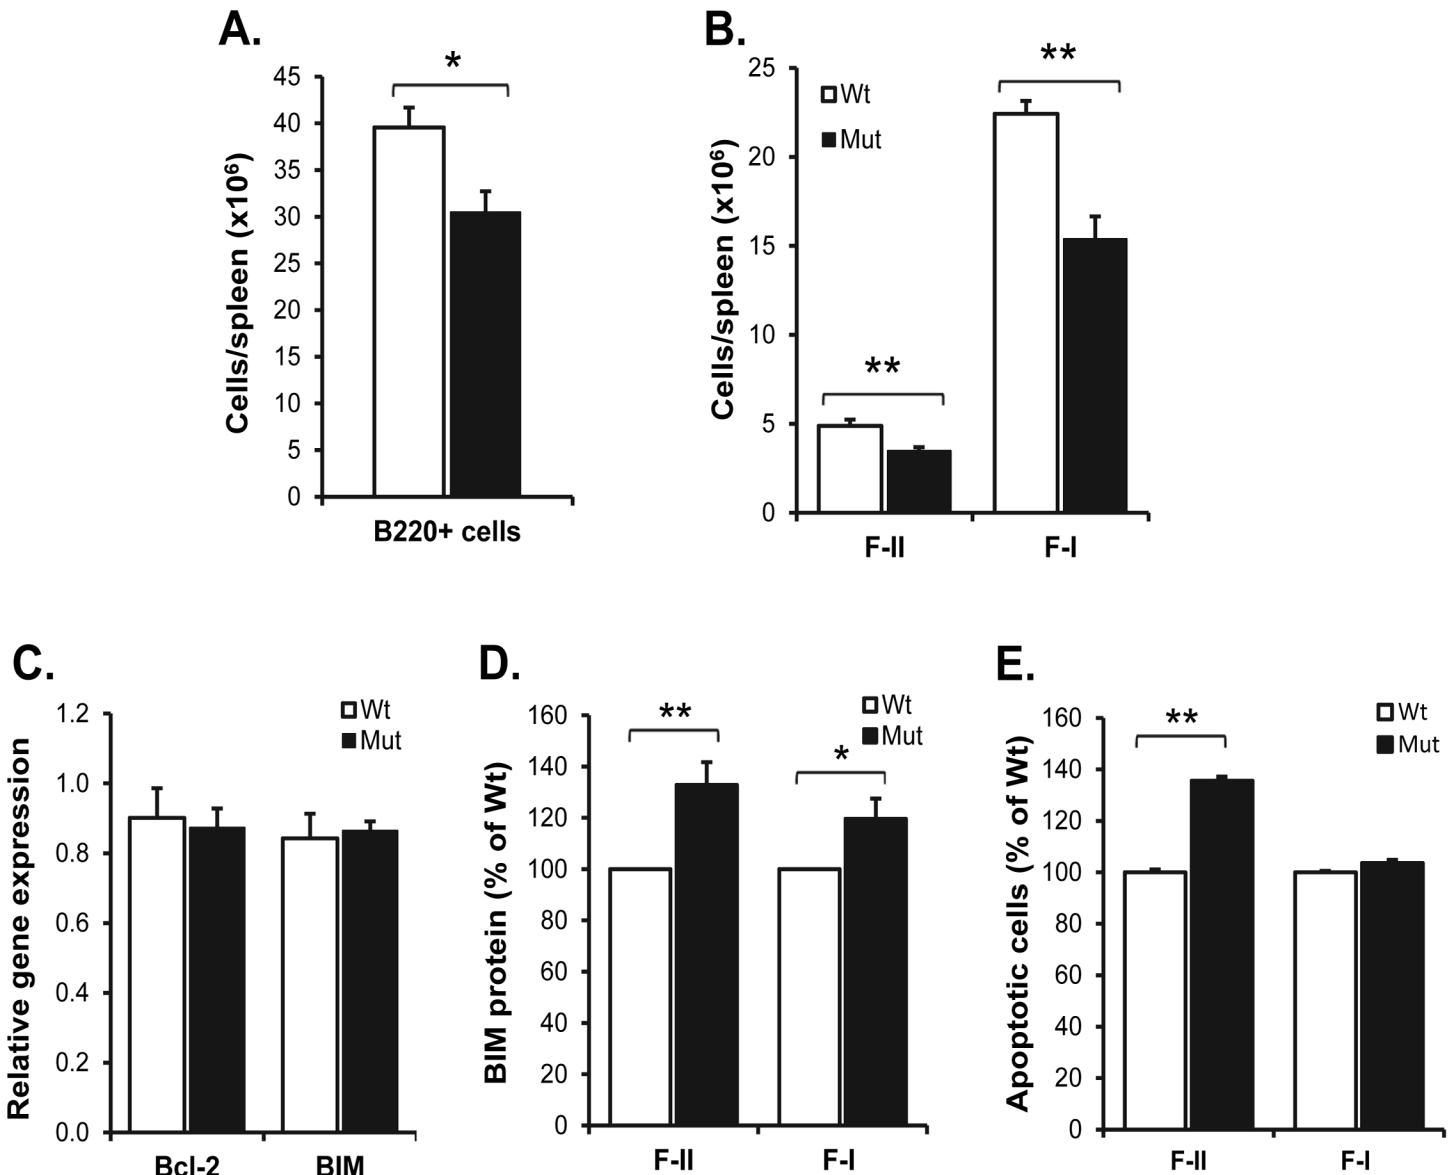 A.
*
Cells/spleen (x10⁶)
45
40
35
30
25
20
15
10
5
0
B220+ cells
B.
**
**
Wt
Mut
Cells/spleen (x10⁶)
25
20
15
10
5
0
F-II
F-I
C.
Wt
Mut
Relative gene expression
1.2
1.0
0.8
0.6
0.4
0.2
0.0
Bcl-2
BIM
D.
**
*
Wt
Mut
BIM protein (% of Wt)
160
140
120
100
80
60
40
20
0
F-II
F-I
E.
**
Wt
Mut
Apoptotic cells (% of Wt)
160
140
120
100
80
60
40
20
0
F-II
F-I